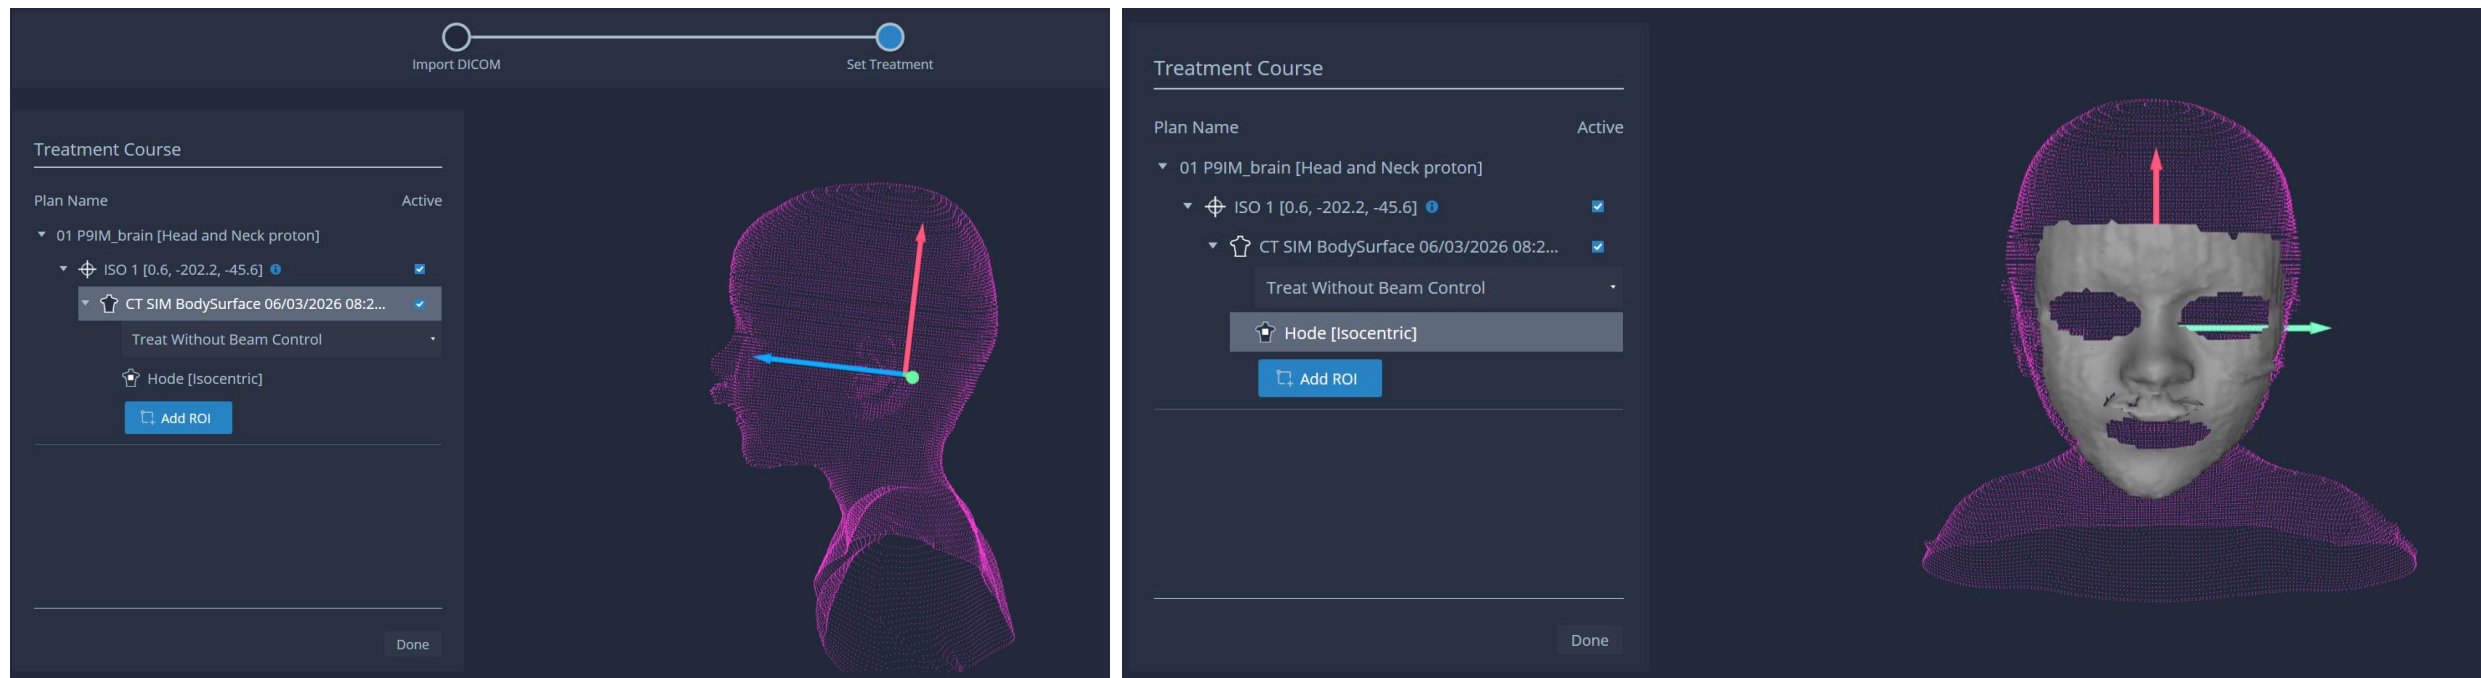 Import DICOM
Set Treatment
Treatment Course
Plan Name Active
01 P9IM_brain [Head and Neck proton]
ISO 1 [0.6, -202.2, -45.6]
CT SIM BodySurface 06/03/2026 08:2...
Treat Without Beam Control
Hode [Isocentric]
Add ROI
Done
Treatment Course
Plan Name Active
01 P9IM_brain [Head and Neck proton]
ISO 1 [0.6, -202.2, -45.6]
CT SIM BodySurface 06/03/2026 08:2...
Treat Without Beam Control
Hode [Isocentric]
Add ROI
Done